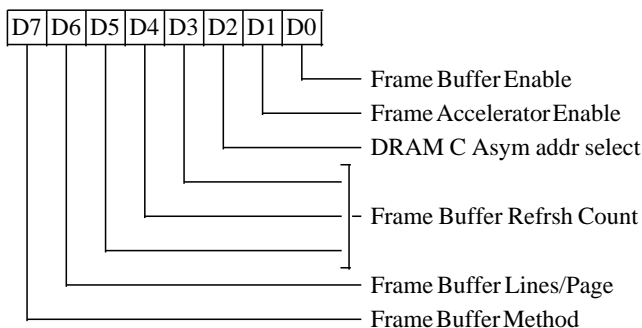 D7 D6 D5 D4 D3 D2 D1 D0
Frame Buffer Enable
Frame Accelerator Enable
DRAM C Asym addr select
Frame Buffer Refrsh Count
Frame Buffer Lines/Page
Frame Buffer Method